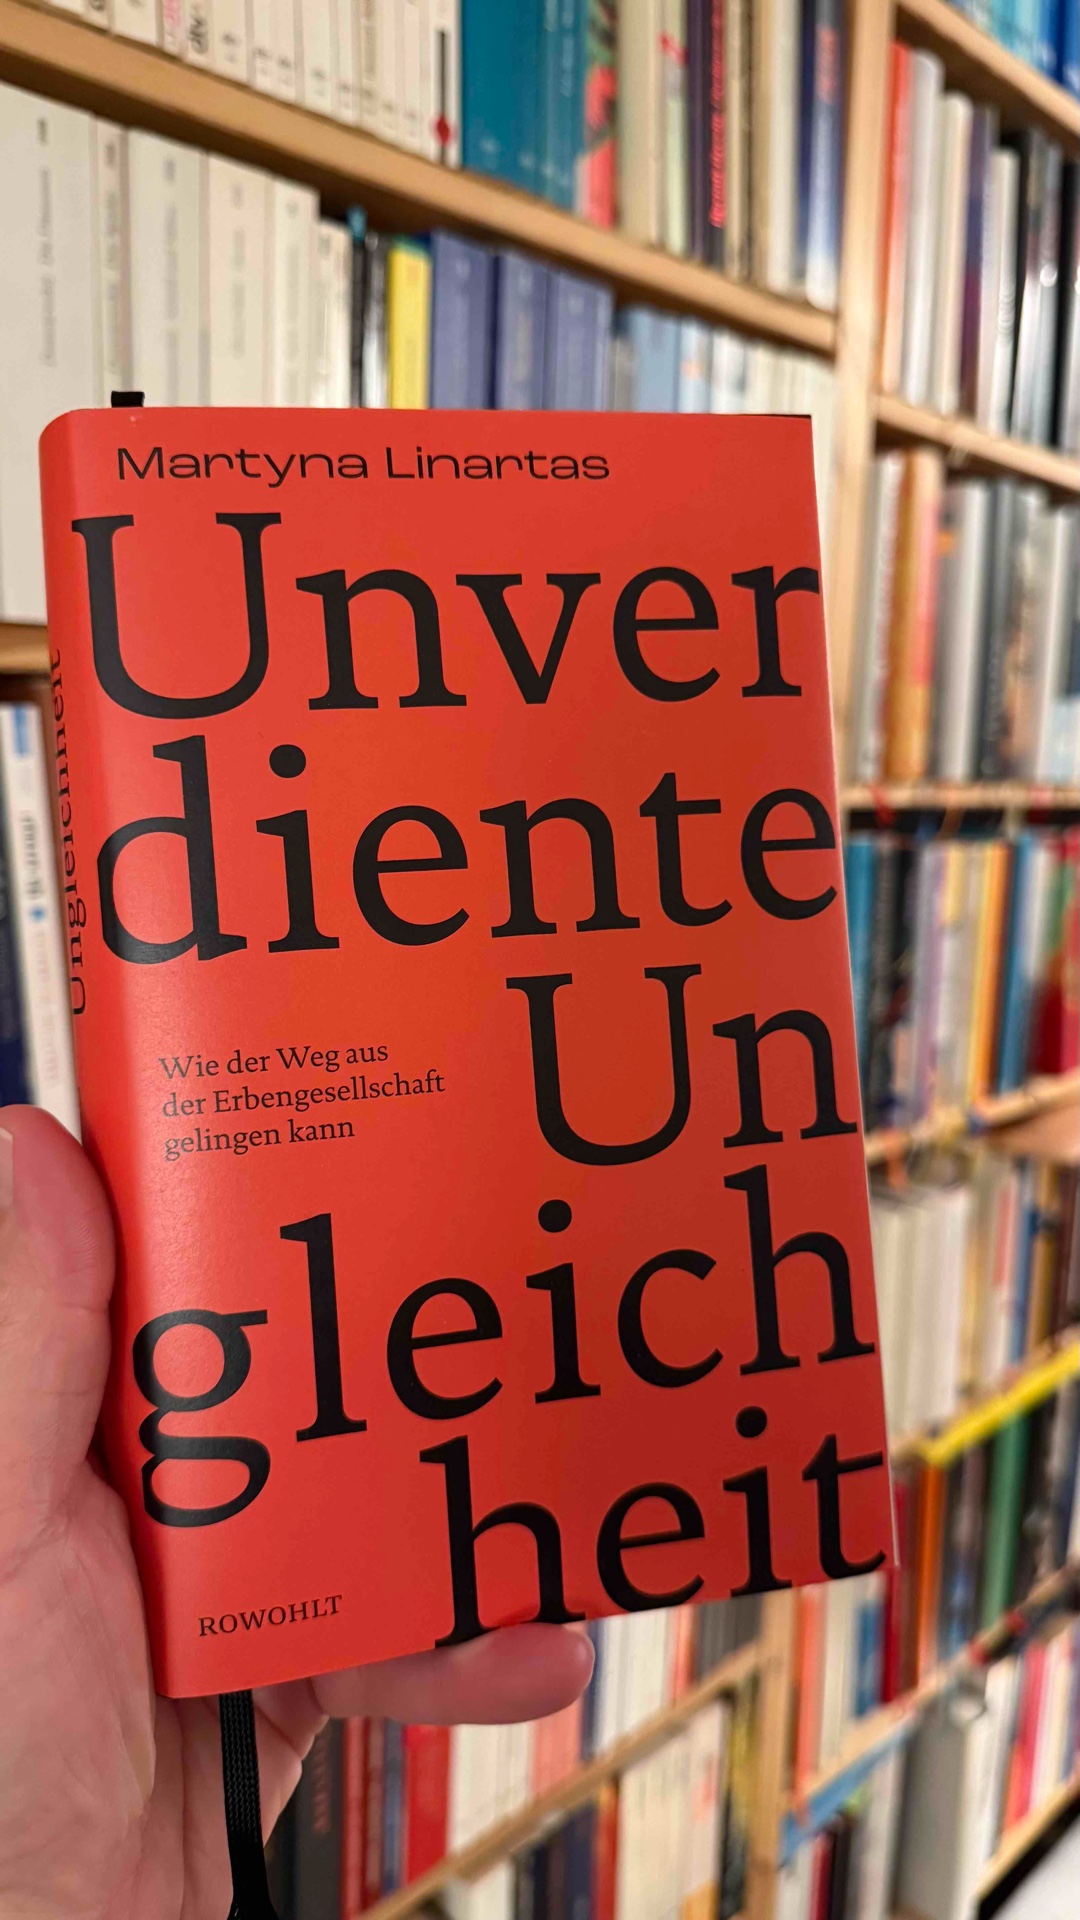 Martyna Linartas
Unver
diente
Un
gleich
heit
Wie der Weg aus
der Erbengesellschaft
gelingen kann
ROWOHLT
Ungleichheit